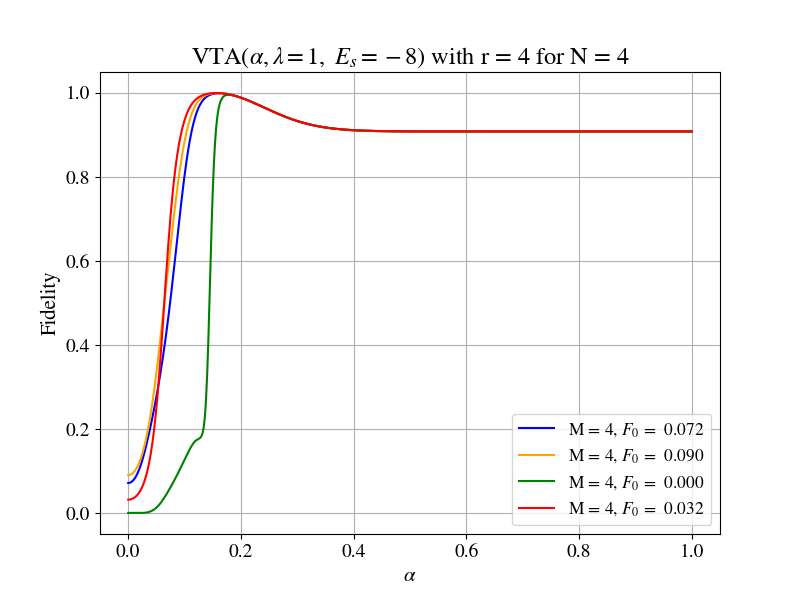 VTA(α, λ = 1, E_s = −8) with r = 4 for N = 4
Fidelity
1.0
0.8
0.6
0.4
0.2
0.0
0.0 0.2 0.4 0.6 0.8 1.0
α
M = 4, F_0 = 0.072
M = 4, F_0 = 0.090
M = 4, F_0 = 0.000
M = 4, F_0 = 0.032